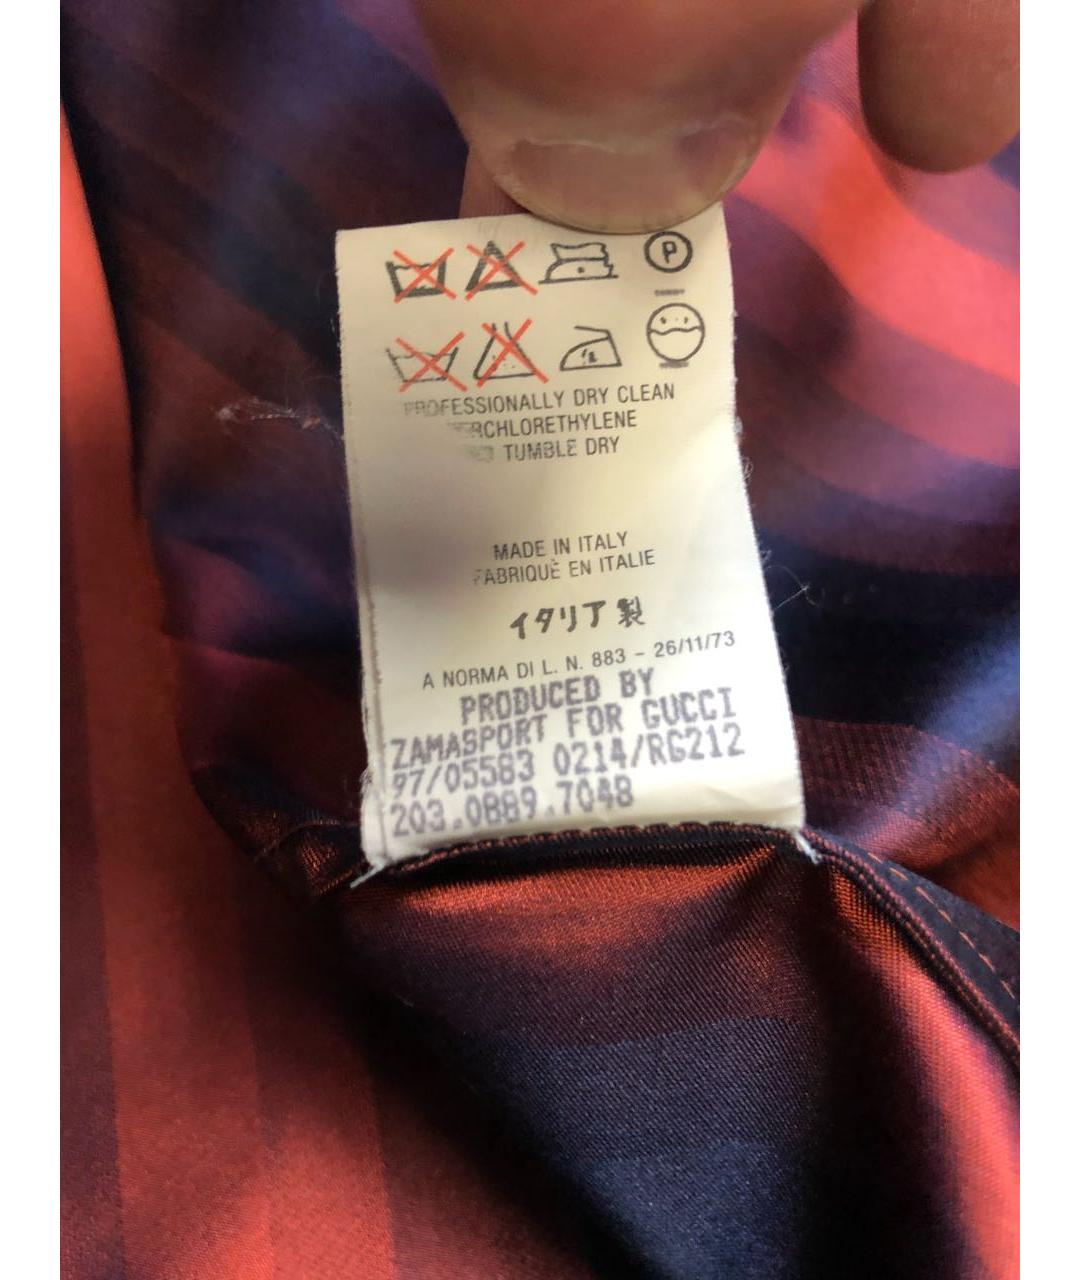 P
PROFESSIONALLY DRY CLEAN
TUMBLE DRY
MADE IN ITALY
FABRIQUÈ EN ITALIE
イタリア製
A NORMA DI L. N. 883 - 26/11/73
PRODUCED BY
ZAMASPORT FOR GUCCI
97/05583 0214/RG212
203.0889.7048